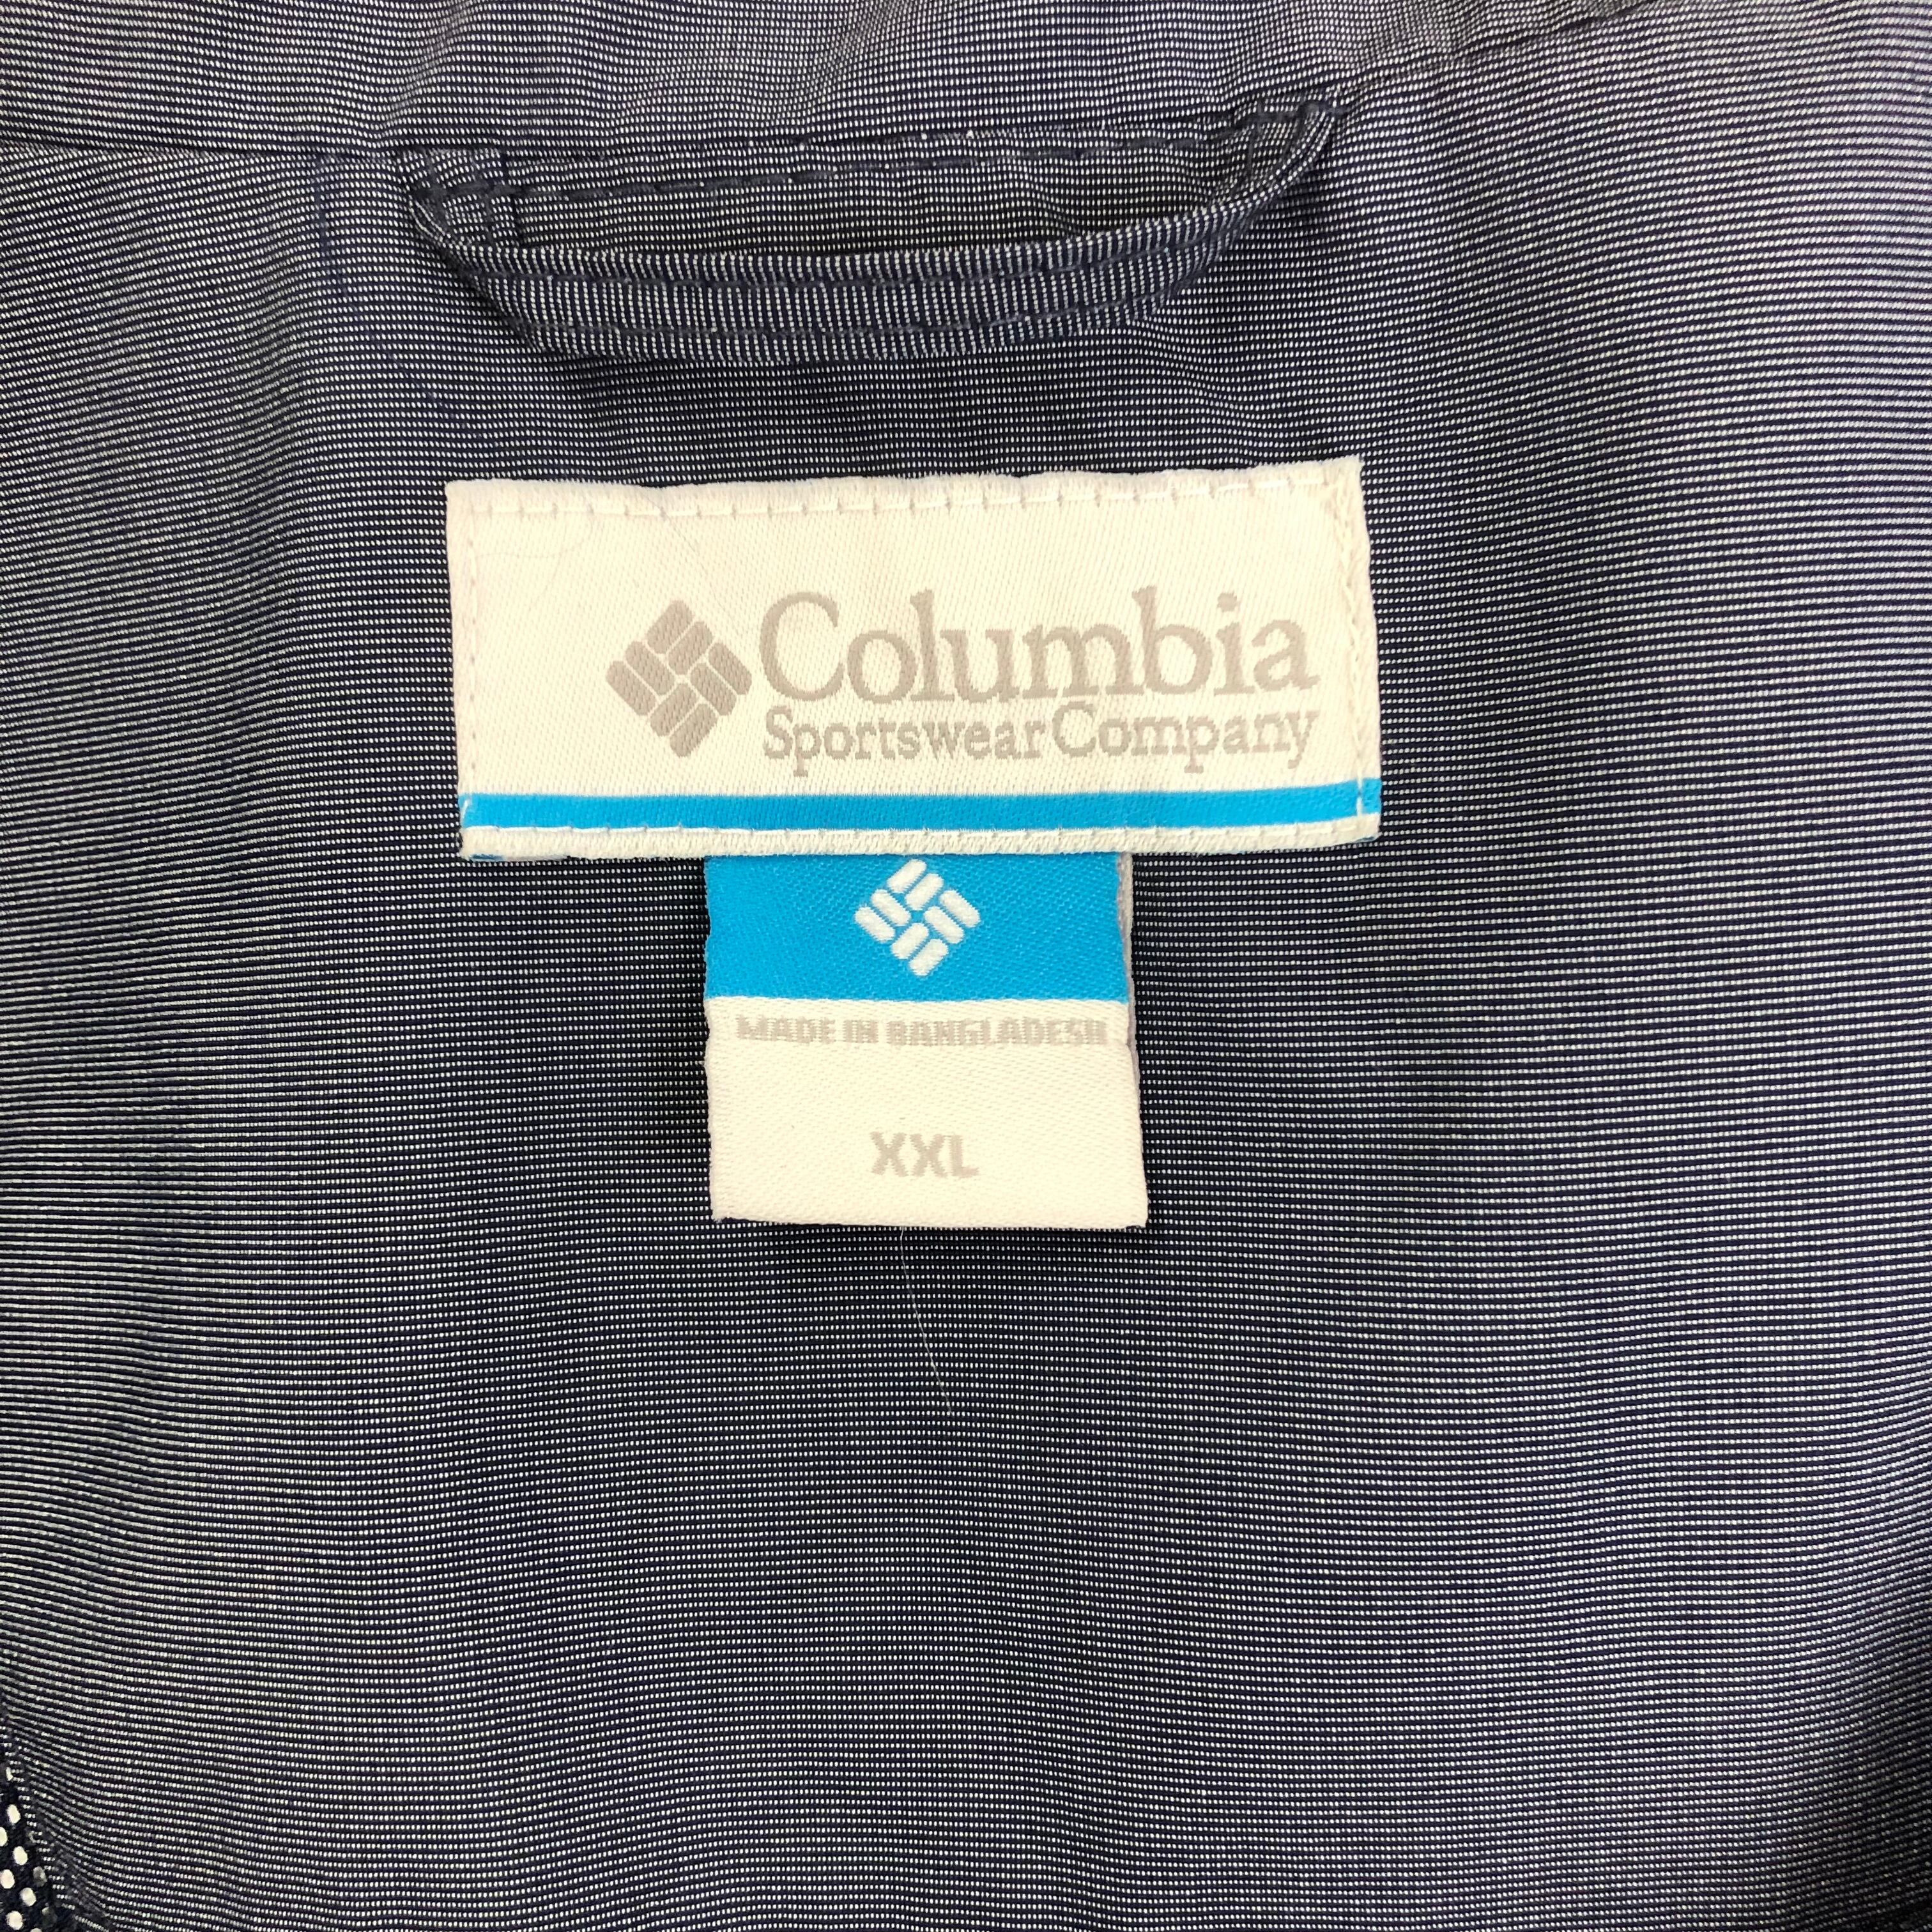 Columbia
Sportswear Company
MADE IN BANGLADESH
XXL